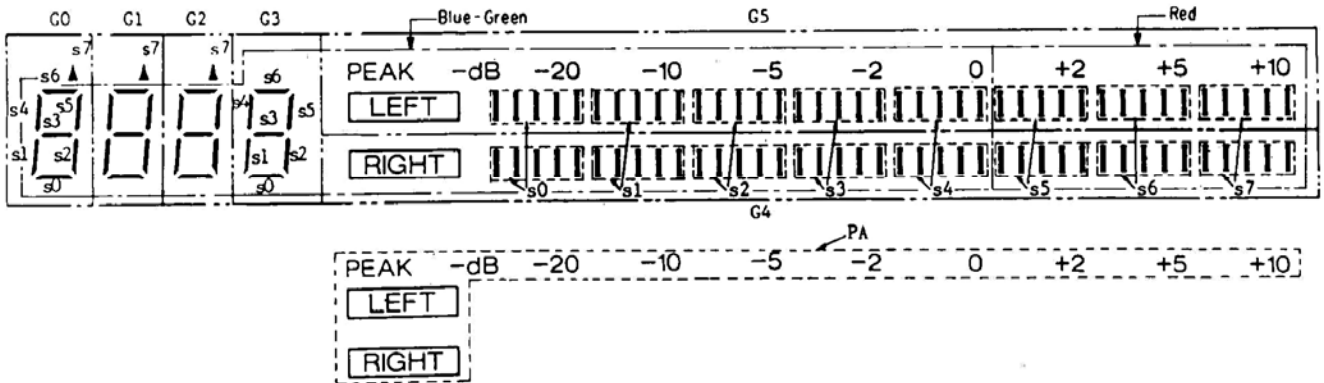 G0 G1 G2 G3 Blue-Green G5 Red
s7 s7 s7
s6 s6
PEAK -dB -20 -10 -5 -2 0 +2 +5 +10
s4 s5 s4 s5
s3 s3
LEFT
s1 s2 s1 s2
RIGHT
s0 s0
s0 s1 s2 s3 s4 s5 s6 s7
G4
PA
PEAK -dB -20 -10 -5 -2 0 +2 +5 +10
LEFT
RIGHT